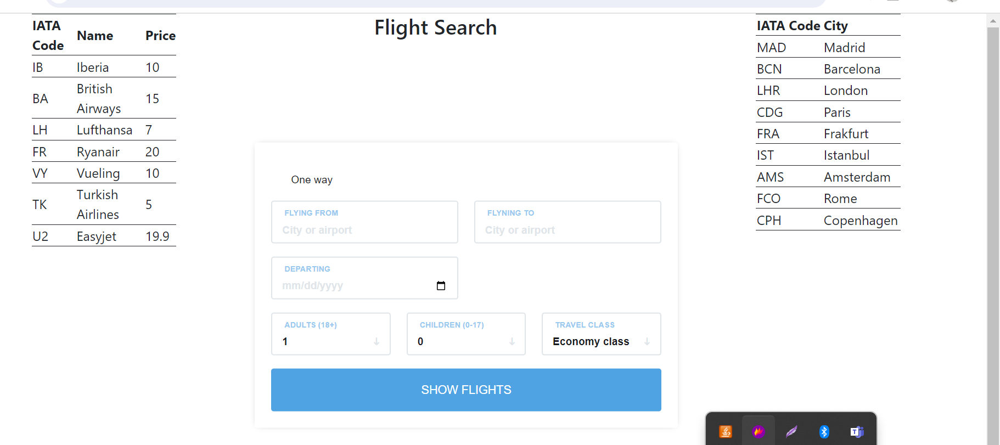 IATA Code Name Price
IB Iberia 10
BA British Airways 15
LH Lufthansa 7
FR Ryanair 20
VY Vueling 10
TK Turkish Airlines 5
U2 Easyjet 19.9
Flight Search
One way
FLYING FROM
City or airport
FLYNING TO
City or airport
DEPARTING
mm/dd/yyyy
ADULTS (18+)
1
CHILDREN (0-17)
0
TRAVEL CLASS
Economy class
SHOW FLIGHTS
IATA Code City
MAD Madrid
BCN Barcelona
LHR London
CDG Paris
FRA Frakfurt
IST Istanbul
AMS Amsterdam
FCO Rome
CPH Copenhagen